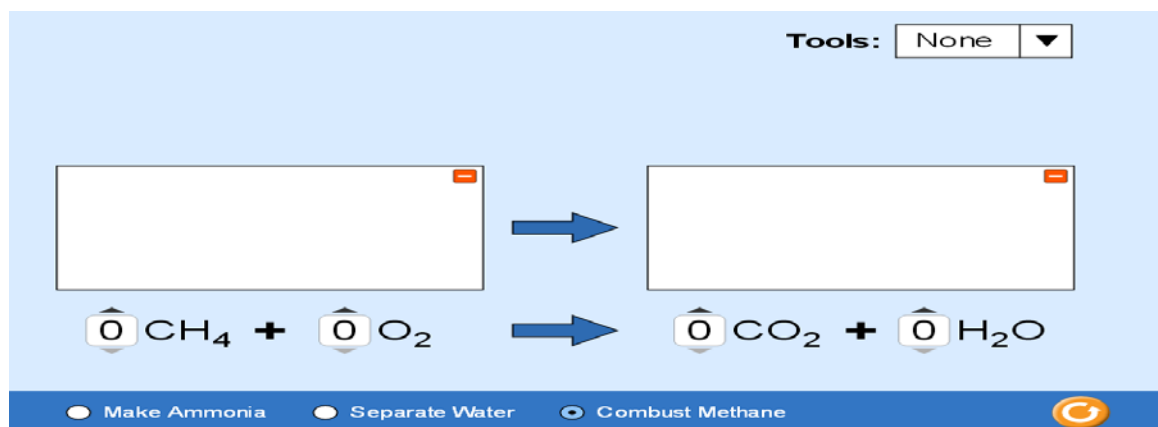 Tools: None
0 CH₄ + 0 O₂ → 0 CO₂ + 0 H₂O
Make Ammonia Separate Water Combust Methane